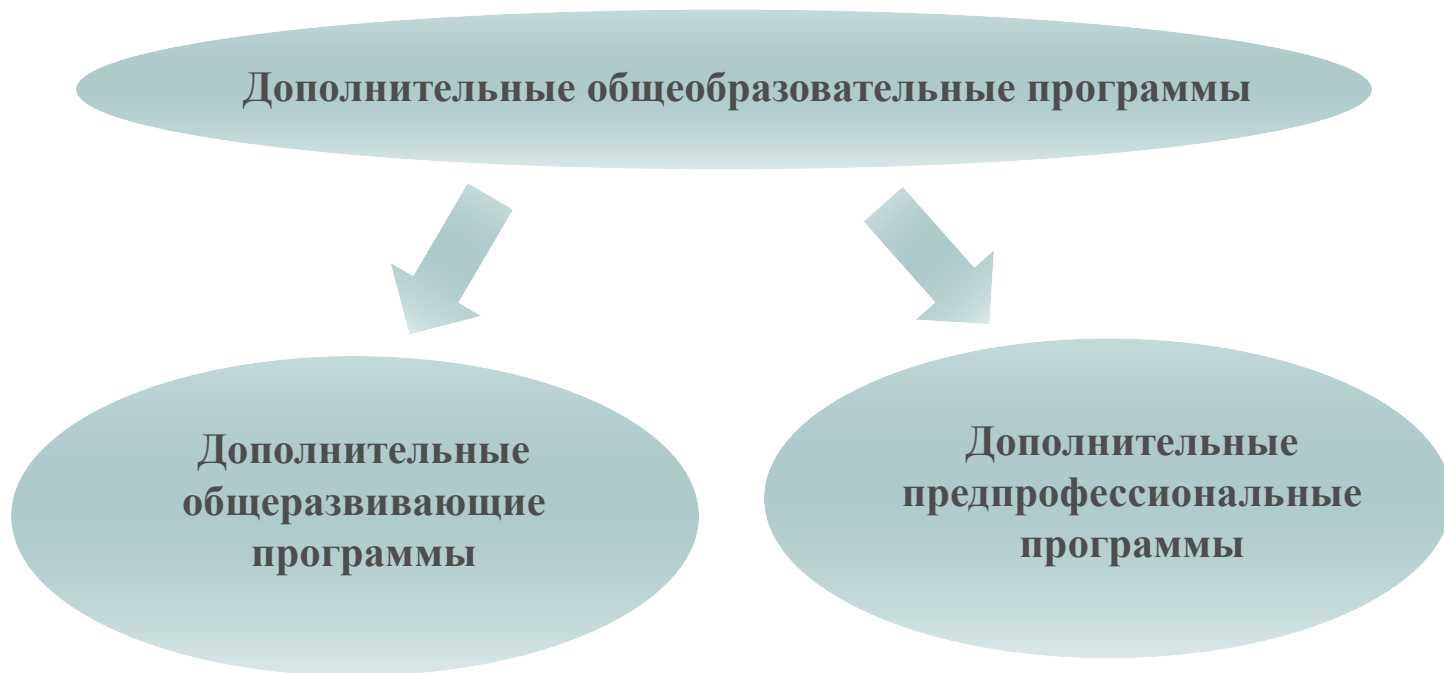 Дополнительные общеобразовательные программы
Дополнительные
общеразвивающие
программы
Дополнительные
предпрофессиональные
программы